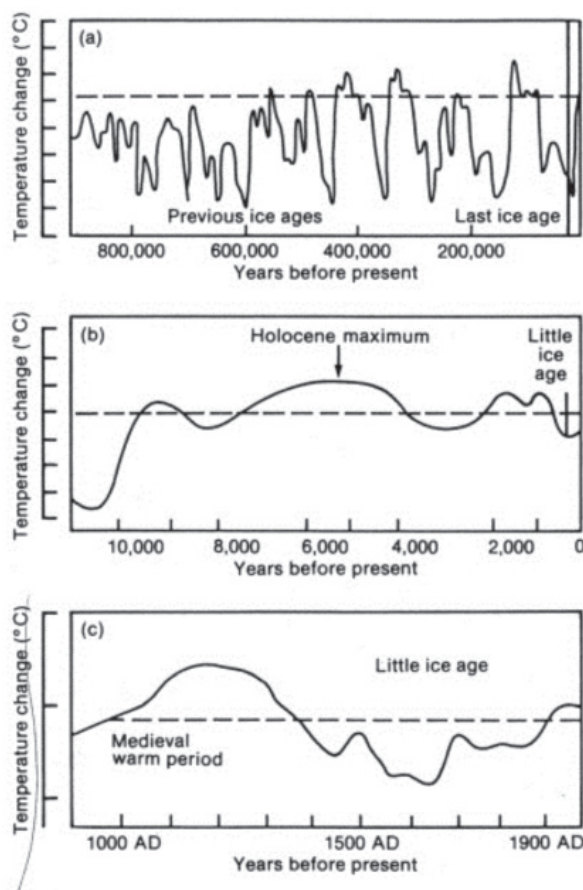 Temperature change (°C)
(a)
Previous ice ages
Last ice age
800,000
600,000
400,000
200,000
Years before present
Temperature change (°C)
(b)
Holocene maximum
Little
ice
age
10,000
8,000
6,000
4,000
2,000
0
Years before present
Temperature change (°C)
(c)
Little ice age
Medieval
warm period
1000 AD
1500 AD
1900 AD
Years before present